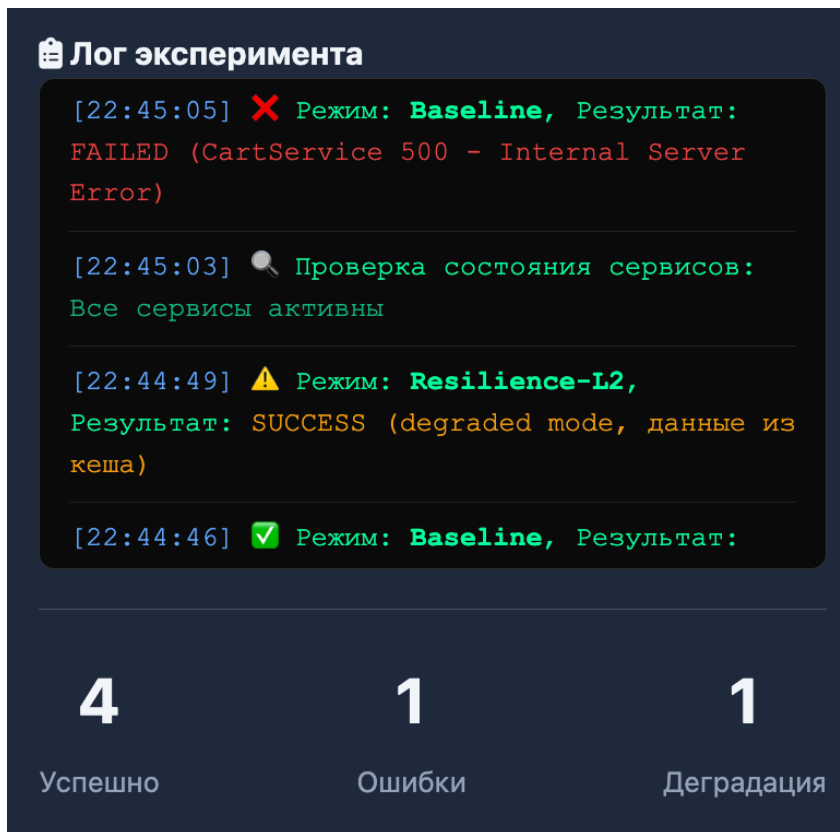 Лог эксперимента
[22:45:05] ❌ Режим: Baseline, Результат:
FAILED (CartService 500 - Internal Server
Error)
[22:45:03] 🔍 Проверка состояния сервисов:
Все сервисы активны
[22:44:49] ⚠️ Режим: Resilience-L2,
Результат: SUCCESS (degraded mode, данные из
кеша)
[22:44:46] ✅ Режим: Baseline, Результат:
4 1 1
Успешно Ошибки Деградация